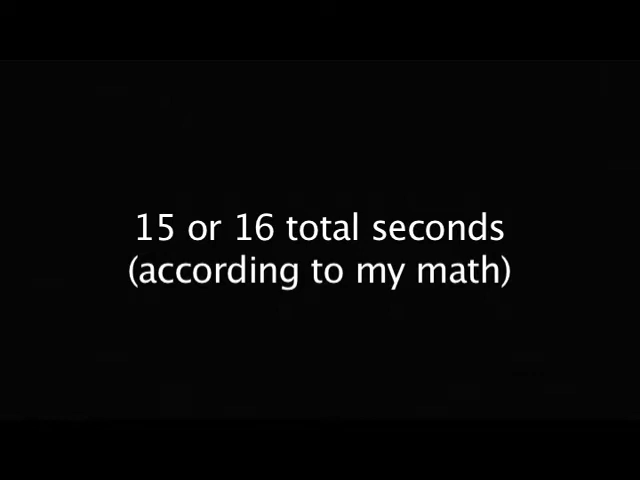 15 or 16 total seconds
(according to my math)